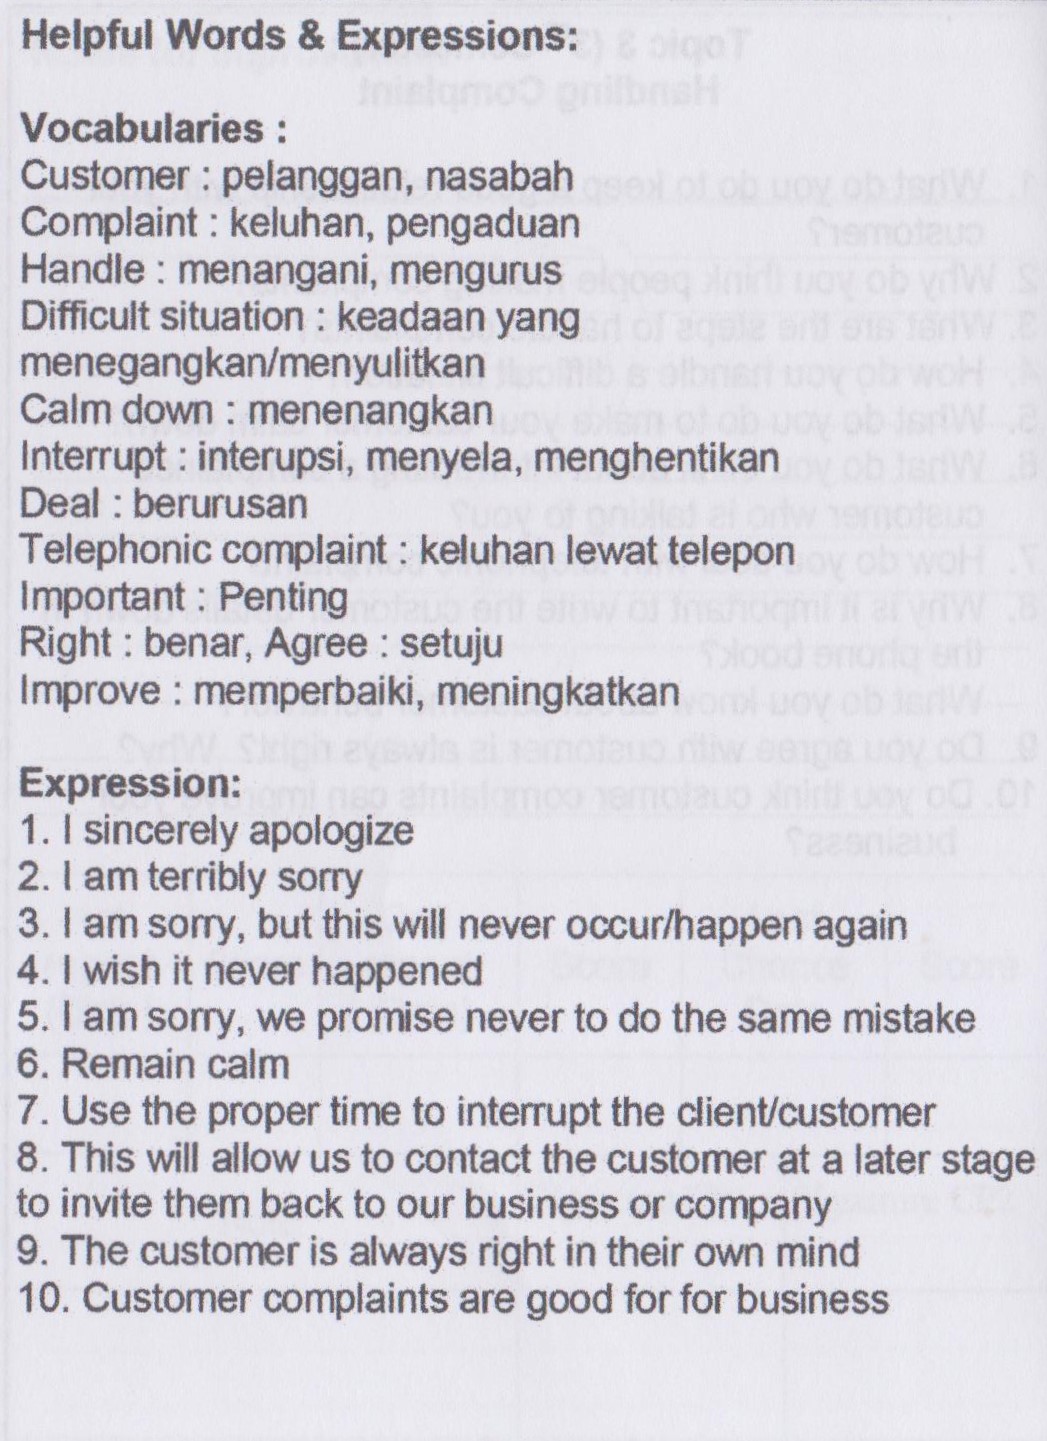 Helpful Words & Expressions:
Vocabularies :
Customer : pelanggan, nasabah
Complaint : keluhan, pengaduan
Handle : menangani, mengurus
Difficult situation : keadaan yang
menegangkan/menyulitkan
Calm down : menenangkan
Interrupt : interupsi, menyela, menghentikan
Deal : berurusan
Telephonic complaint : keluhan lewat telepon
Important : Penting
Right : benar, Agree : setuju
Improve : memperbaiki, meningkatkan
Expression:
1. I sincerely apologize
2. I am terribly sorry
3. I am sorry, but this will never occur/happen again
4. I wish it never happened
5. I am sorry, we promise never to do the same mistake
6. Remain calm
7. Use the proper time to interrupt the client/customer
8. This will allow us to contact the customer at a later stage
to invite them back to our business or company
9. The customer is always right in their own mind
10. Customer complaints are good for for business